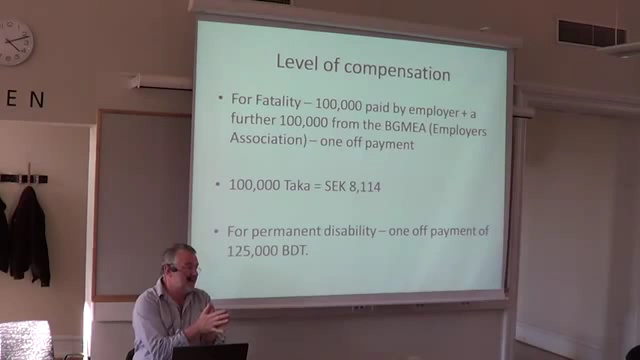 Level of compensation
• For Fatality – 100,000 paid by employer + a
further 100,000 from the BGMEA (Employers
Association) – one off payment
• 100,000 Taka = SEK 8,114
• For permanent disability – one off payment of
125,000 BDT.
EN